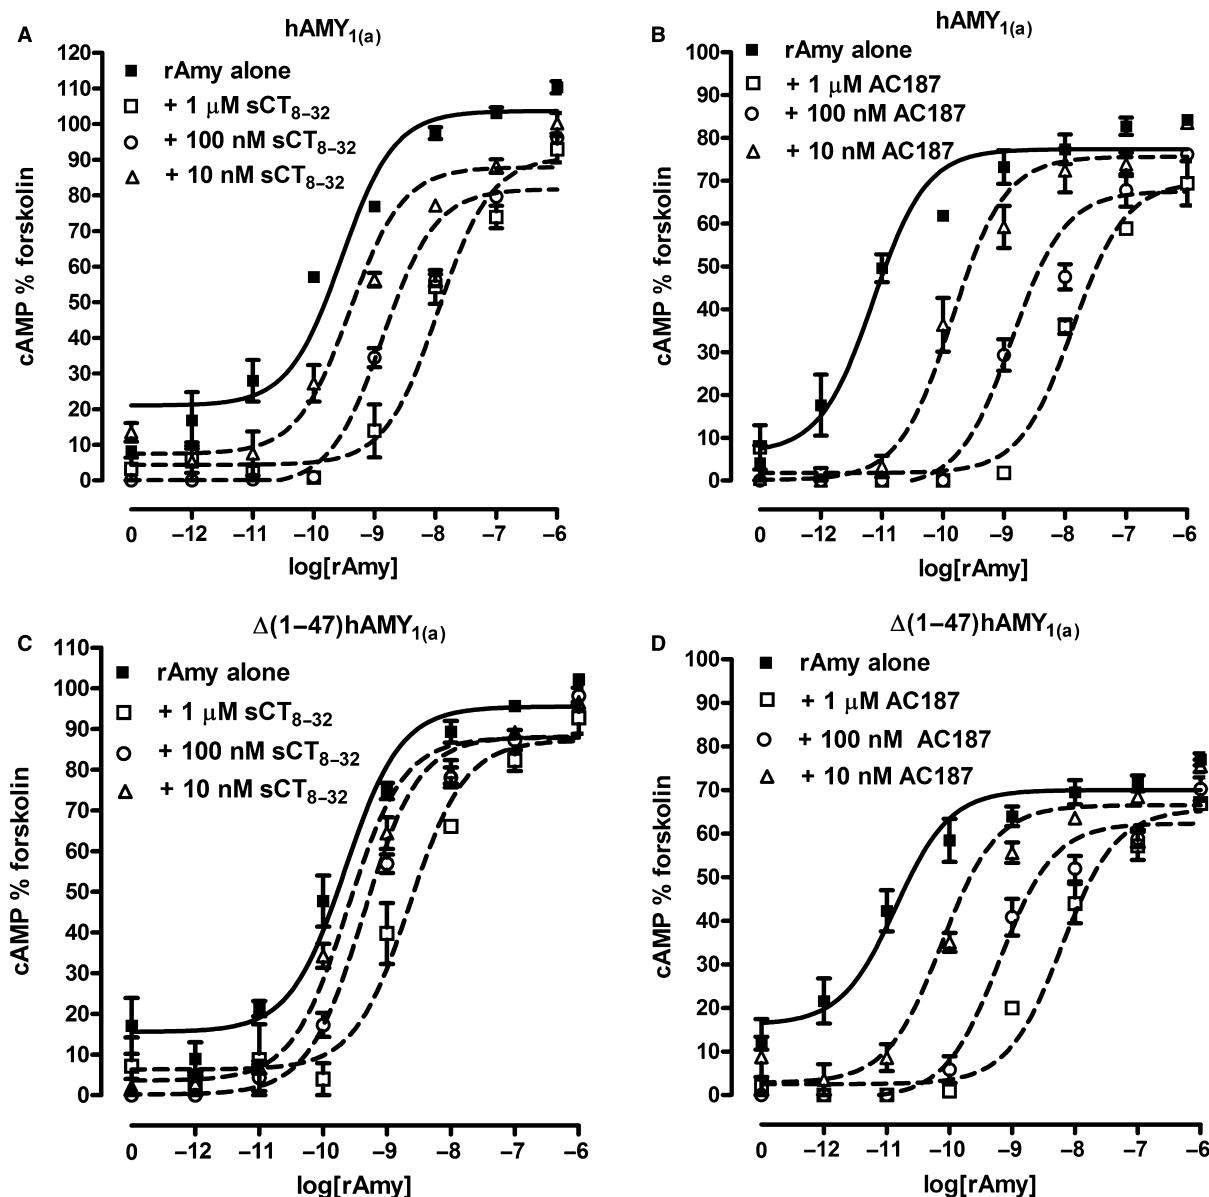 A
hAMY1(a)
120
110
100
90
80
70
60
50
40
30
20
10
0
cAMP % forskolin
rAmy alone
+ 1 μM sCT8–32
+ 100 nM sCT8–32
+ 10 nM sCT8–32
0 –12 –11 –10 –9 –8 –7 –6
log[rAmy]
B
hAMY1(a)
100
90
80
70
60
50
40
30
20
10
0
cAMP % forskolin
rAmy alone
+ 1 μM AC187
+ 100 nM AC187
+ 10 nM AC187
0 –12 –11 –10 –9 –8 –7 –6
log[rAmy]
C
Δ(1–47)hAMY1(a)
110
100
90
80
70
60
50
40
30
20
10
0
cAMP % forskolin
rAmy alone
+ 1 μM sCT8–32
+ 100 nM sCT8–32
+ 10 nM sCT8–32
0 –12 –11 –10 –9 –8 –7 –6
log[rAmy]
D
Δ(1–47)hAMY1(a)
100
90
80
70
60
50
40
30
20
10
0
cAMP % forskolin
rAmy alone
+ 1 μM AC187
+ 100 nM AC187
+ 10 nM AC187
0 –12 –11 –10 –9 –8 –7 –6
log[rAmy]